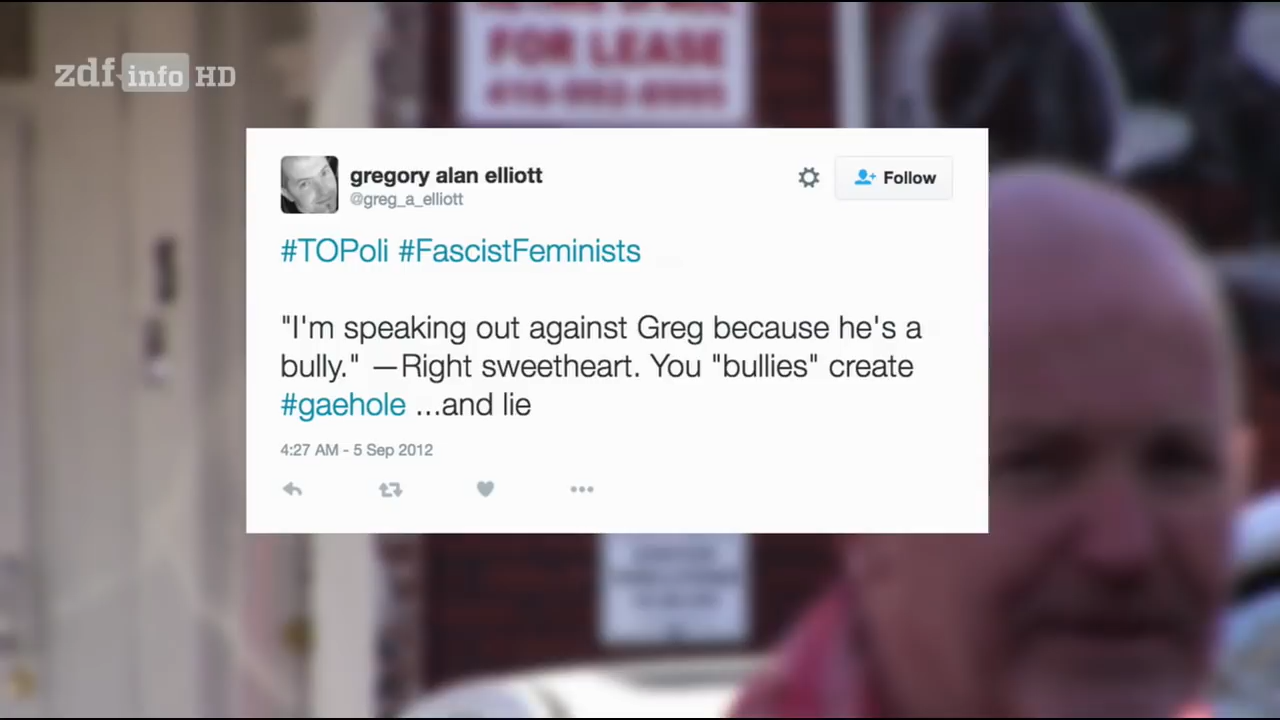 zdf info HD
FOR LEASE
gregory alan elliott
@greg_a_elliott
Follow
#TOPoli #FascistFeminists
"I'm speaking out against Greg because he's a
bully." —Right sweetheart. You "bullies" create
#gaehole ...and lie
4:27 AM - 5 Sep 2012